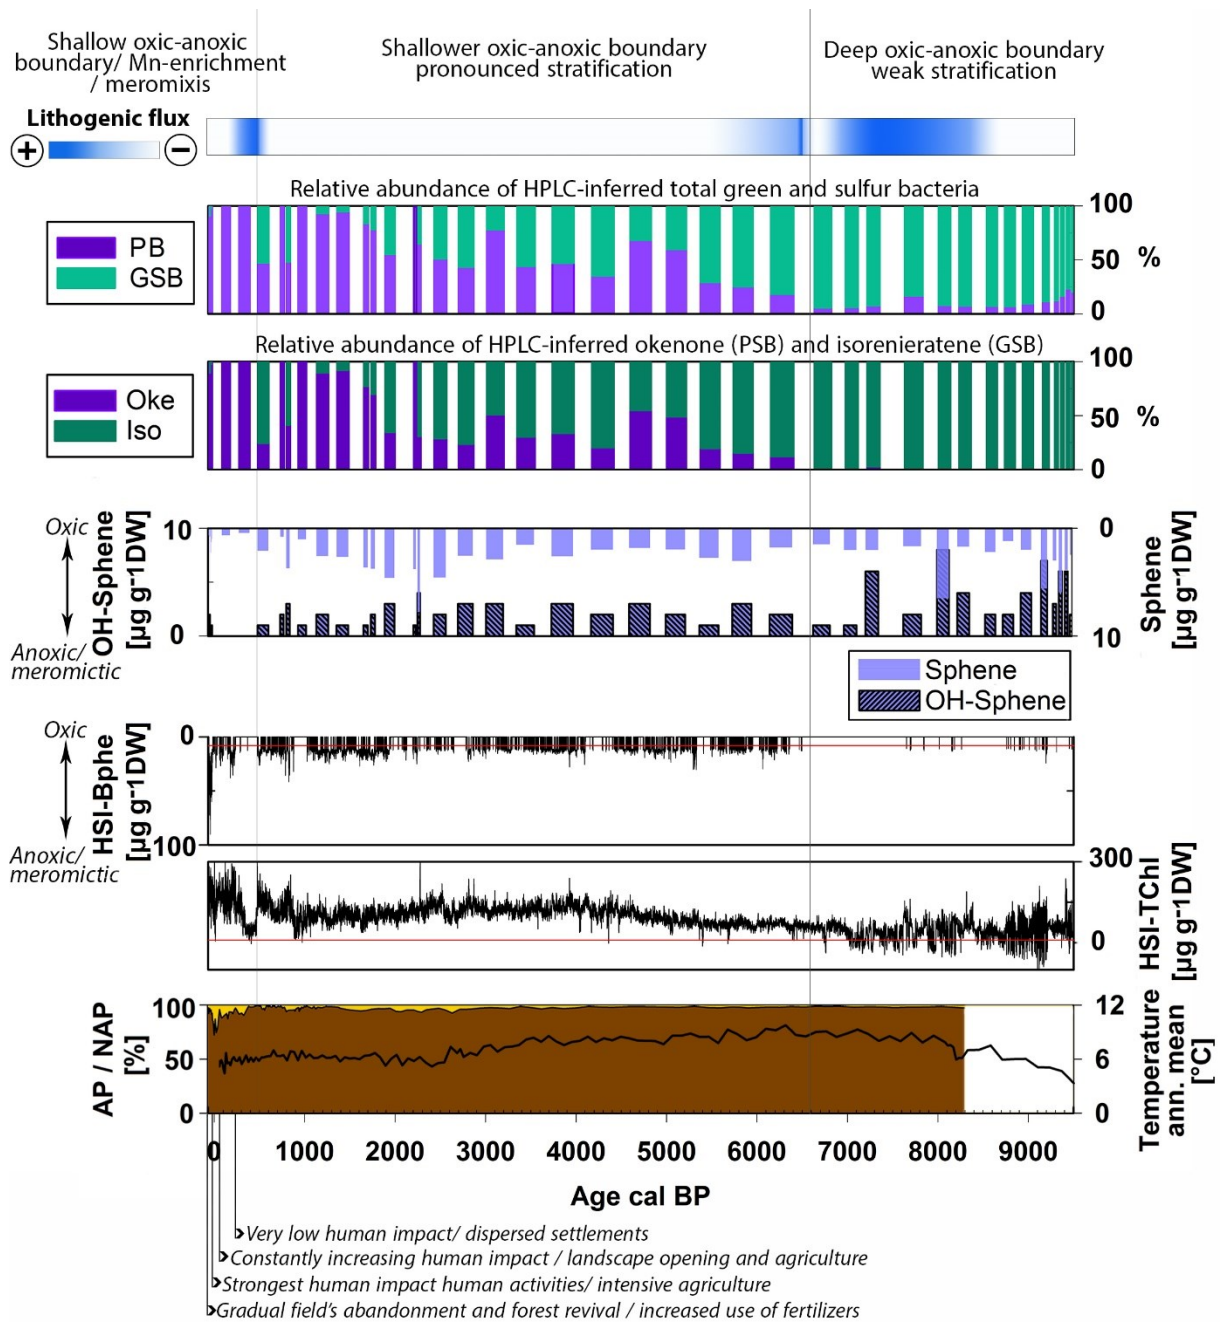 Shallow oxic-anoxic
boundary/ Mn-enrichment
/ meromixis
Shallower oxic-anoxic boundary
pronounced stratification
Deep oxic-anoxic boundary
weak stratification
Lithogenic flux
+ −
Relative abundance of HPLC-inferred total green and sulfur bacteria
PB
GSB
100
50
0
%
Relative abundance of HPLC-inferred okenone (PSB) and isorenieratene (GSB)
Oke
Iso
100
50
0
%
Oxic
Anoxic/
meromictic
OH-Sphene
[µg g-1DW]
10
0
0
10
Sphene
[µg g-1DW]
Sphene
OH-Sphene
Oxic
Anoxic/
meromictic
HSI-Bphe
[µg g-1DW]
0
100
300
0
HSI-TChl
[µg g-1DW]
AP / NAP
[%]
100
50
0
12
6
0
Temperature
ann. mean
[°C]
0 1000 2000 3000 4000 5000 6000 7000 8000 9000
Age cal BP
Very low human impact/ dispersed settlements
Constantly increasing human impact / landscape opening and agriculture
Strongest human impact human activities/ intensive agriculture
Gradual field's abandonment and forest revival / increased use of fertilizers